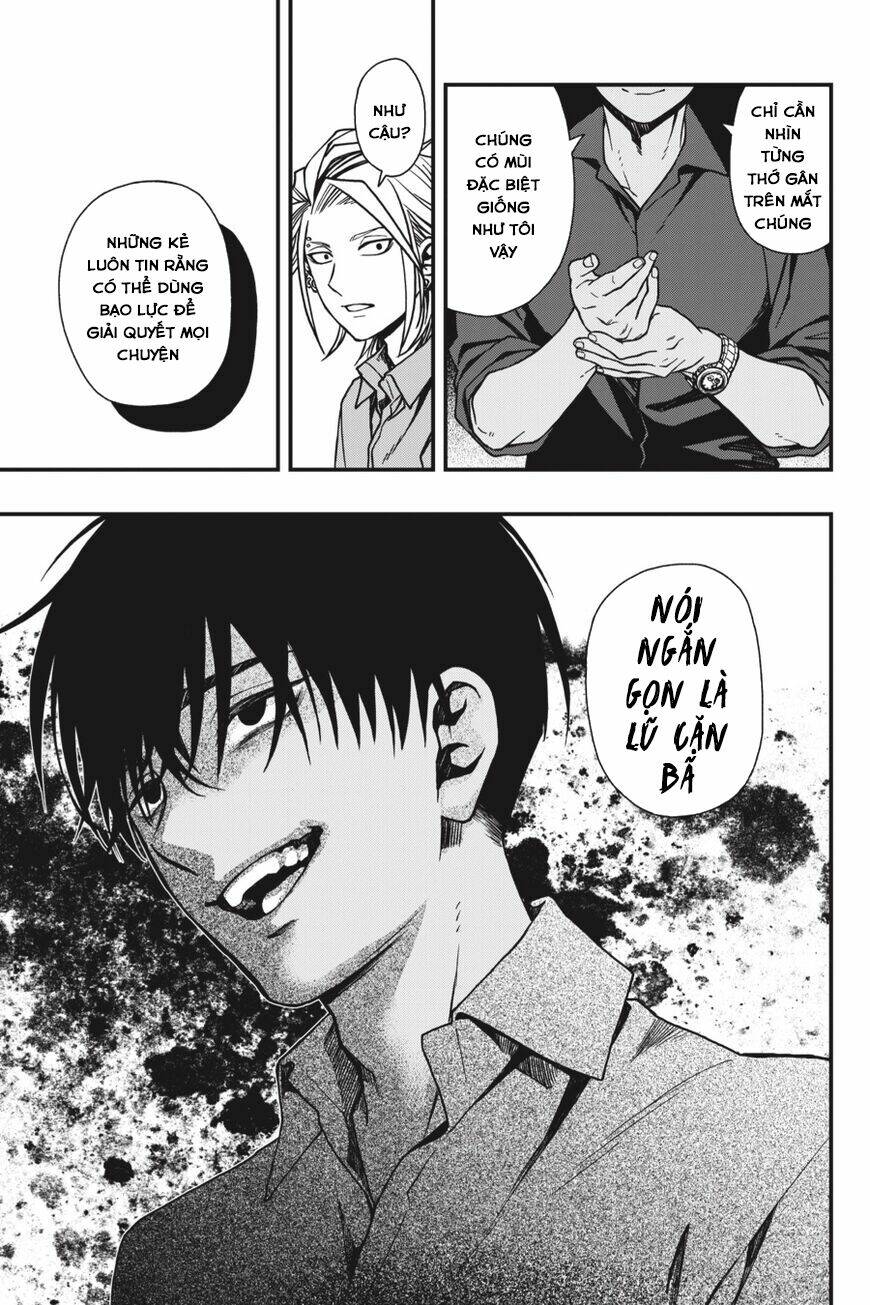 CHỈ CẦN
NHÌN
TỪNG
THỚ GÂN
TRÊN MẮT
CHÚNG
CHÚNG
CÓ MÙI
ĐẶC BIỆT
GIỐNG
NHƯ TÔI
VẬY
NHƯ
CẬU?
NHỮNG KẺ
LUÔN TIN RẰNG
CÓ THỂ DÙNG
BẠO LỰC ĐỂ
GIẢI QUYẾT MỌI
CHUYỆN
NÓI
NGẮN
GỌN LÀ
LŨ CẶN
BÃ